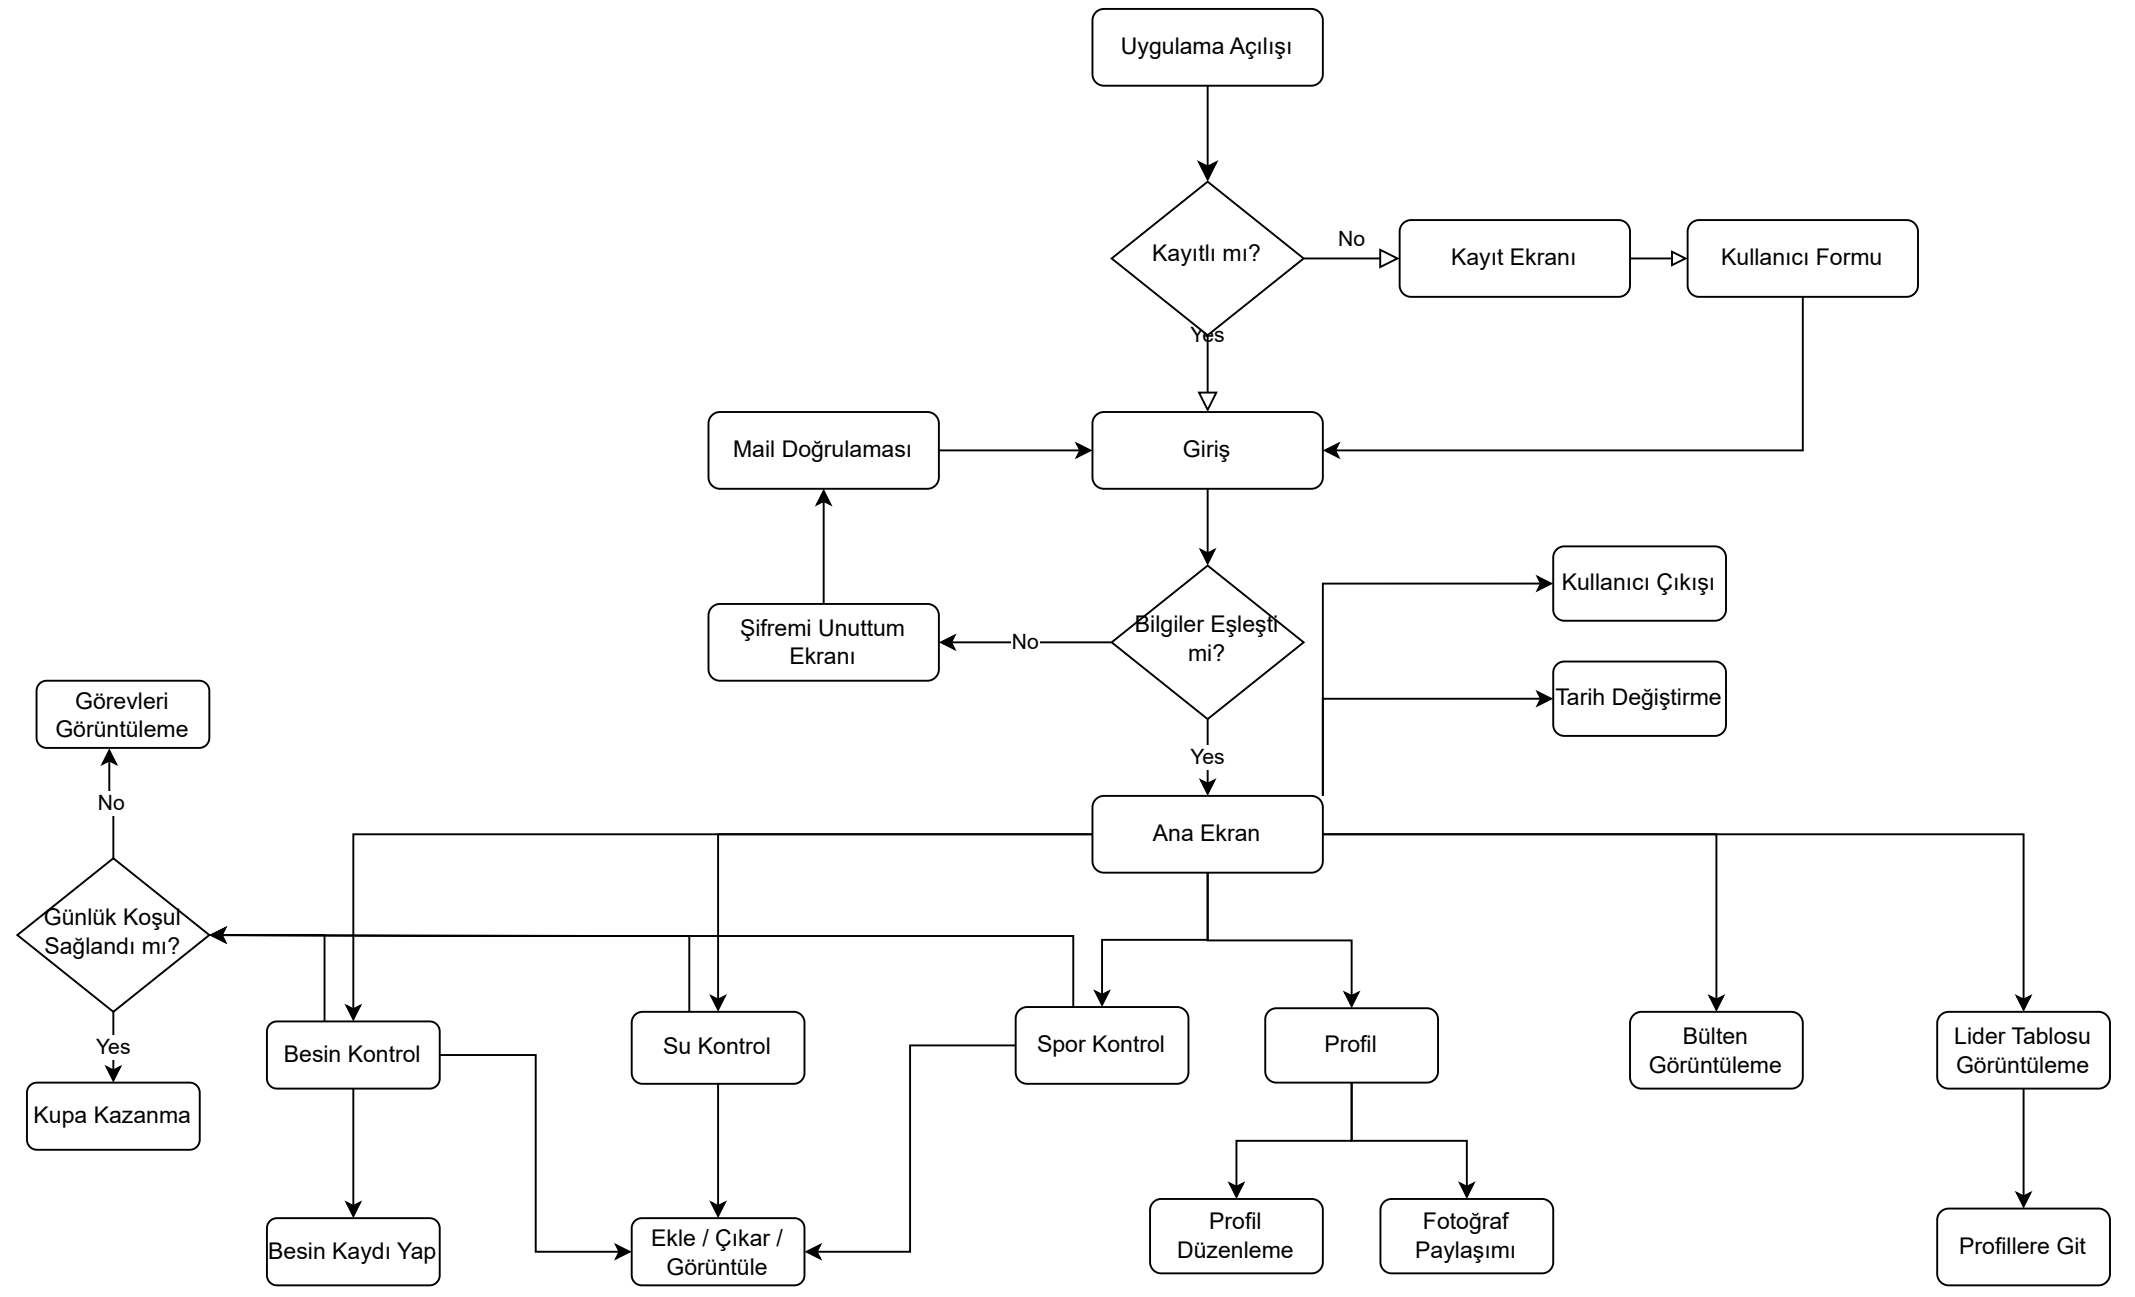 Uygulama Açılışı
Kayıtlı mı?
No
Kayıt Ekranı
Kullanıcı Formu
Yes
Mail Doğrulaması
Giriş
Kullanıcı Çıkışı
Şifremi Unuttum
Ekranı
No
Bilgiler Eşleşti
mi?
Tarih Değiştirme
Görevleri
Görüntüleme
Yes
No
Ana Ekran
Günlük Koşul
Sağlandı mı?
Yes
Besin Kontrol
Su Kontrol
Spor Kontrol
Profil
Bülten
Görüntüleme
Lider Tablosu
Görüntüleme
Kupa Kazanma
Besin Kaydı Yap
Ekle / Çıkar /
Görüntüle
Profil
Düzenleme
Fotoğraf
Paylaşımı
Profillere Git